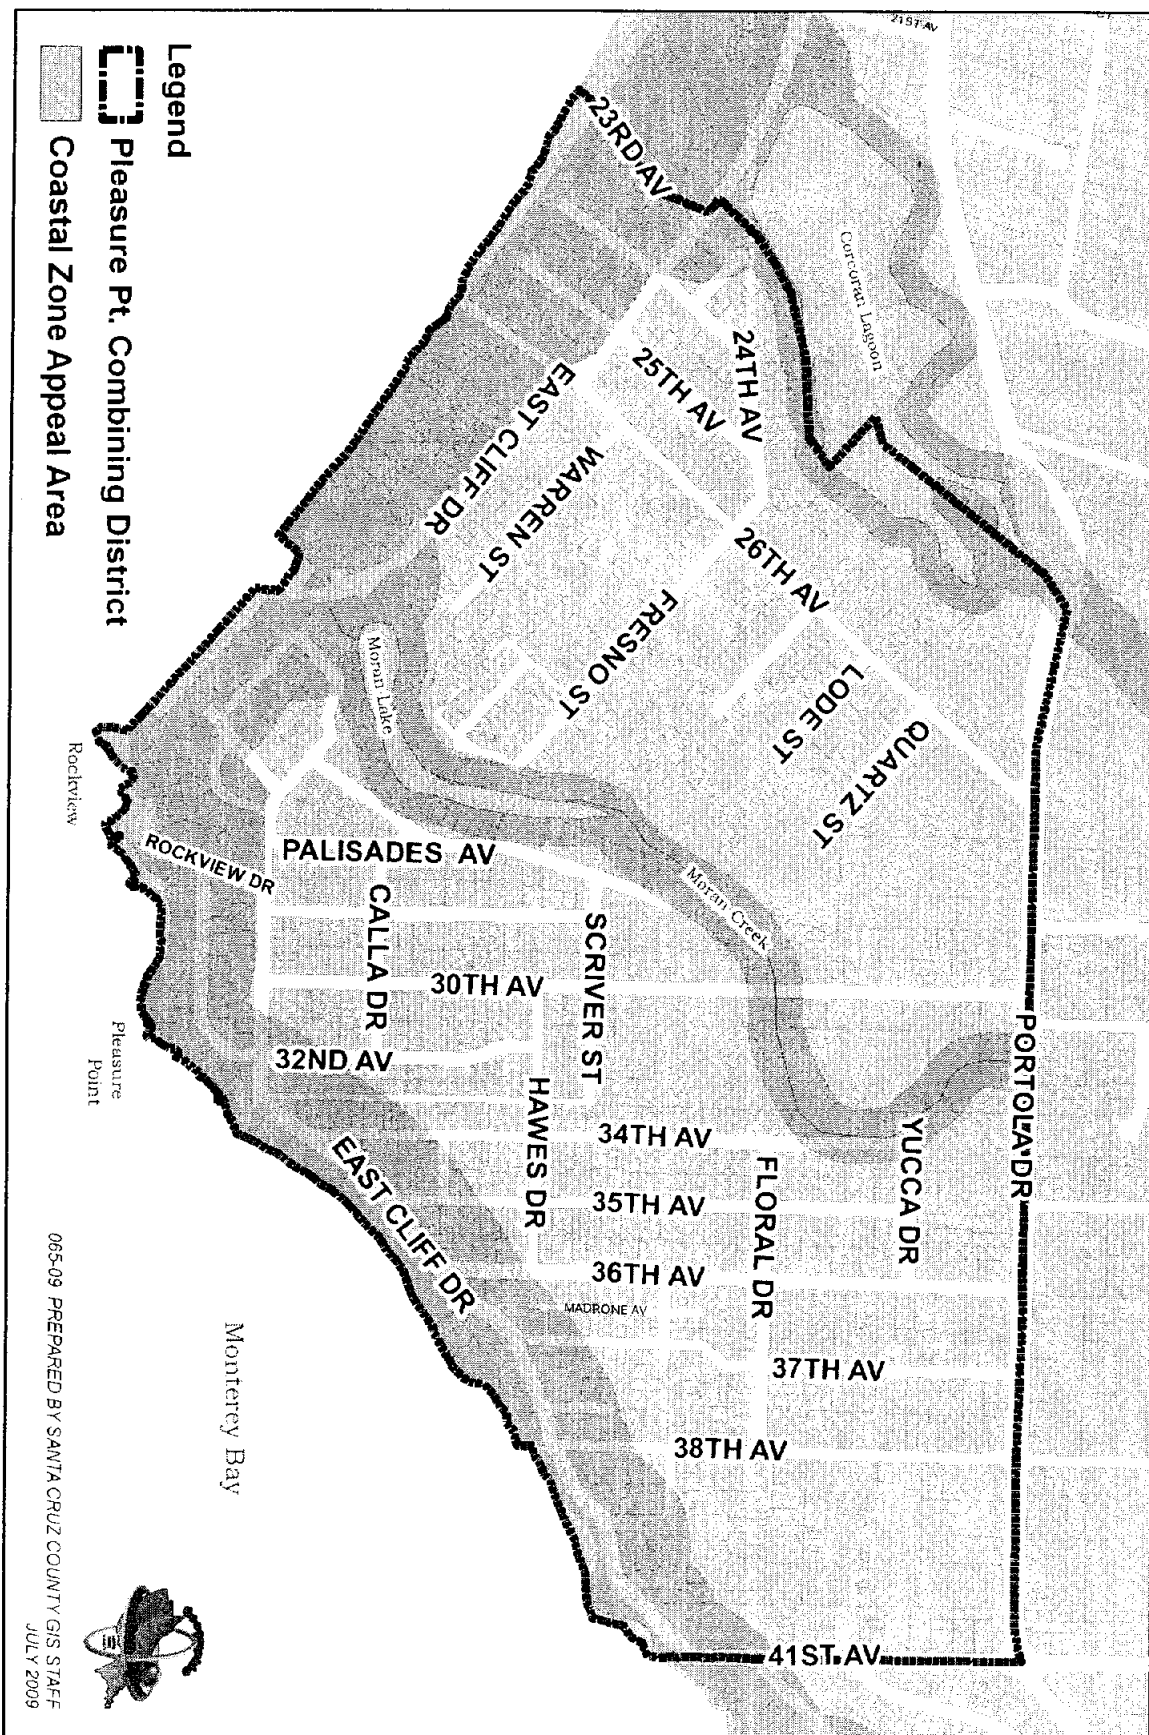 21ST AV
23RD AV
Corcoran Lagoon
24TH AV
25TH AV
EAST CLIFF DR
WARREN ST
26TH AV
FRESNO ST
LODE ST
QUARTZ ST
Moran Lake
Moran Creek
Rockview
ROCKVIEW DR
PALISADES AV
CALLA DR
SCRIVER ST
30TH AV
PORTOLA DR
Pleasure
Point
32ND AV
HAWES DR
34TH AV
YUCCA DR
EAST CLIFF DR
35TH AV
FLORAL DR
36TH AV
MADRONE AV
37TH AV
38TH AV
41ST AV
Monterey Bay
Legend
Pleasure Pt. Combining District
Coastal Zone Appeal Area
065-09 PREPARED BY SANTA CRUZ COUNTY GIS STAFF
JULY 2009